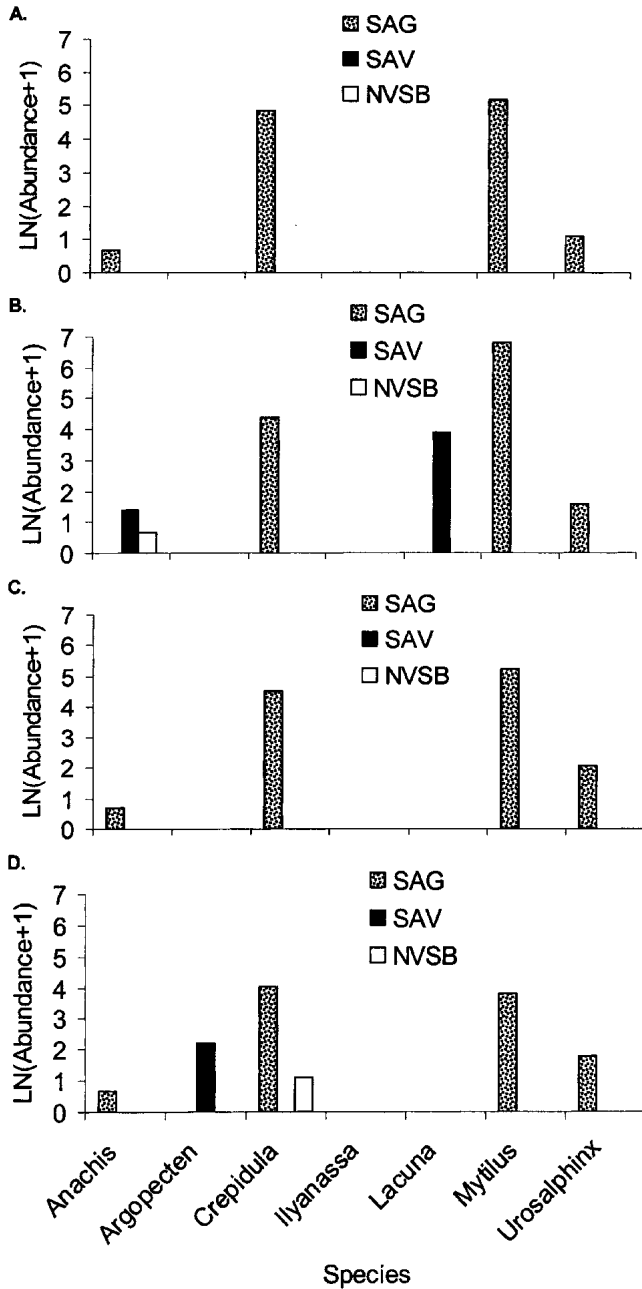 A.
LN(Abundance+1)
7
6
5
4
3
2
1
0
SAG
SAV
NVSB
B.
LN(Abundance+1)
7
6
5
4
3
2
1
0
SAG
SAV
NVSB
C.
LN(Abundance+1)
7
6
5
4
3
2
1
0
SAG
SAV
NVSB
D.
LN(Abundance+1)
7
6
5
4
3
2
1
0
SAG
SAV
NVSB
Anachis
Argopecten
Crepidula
Ilyanassa
Lacuna
Mytilus
Urosalphinx
Species